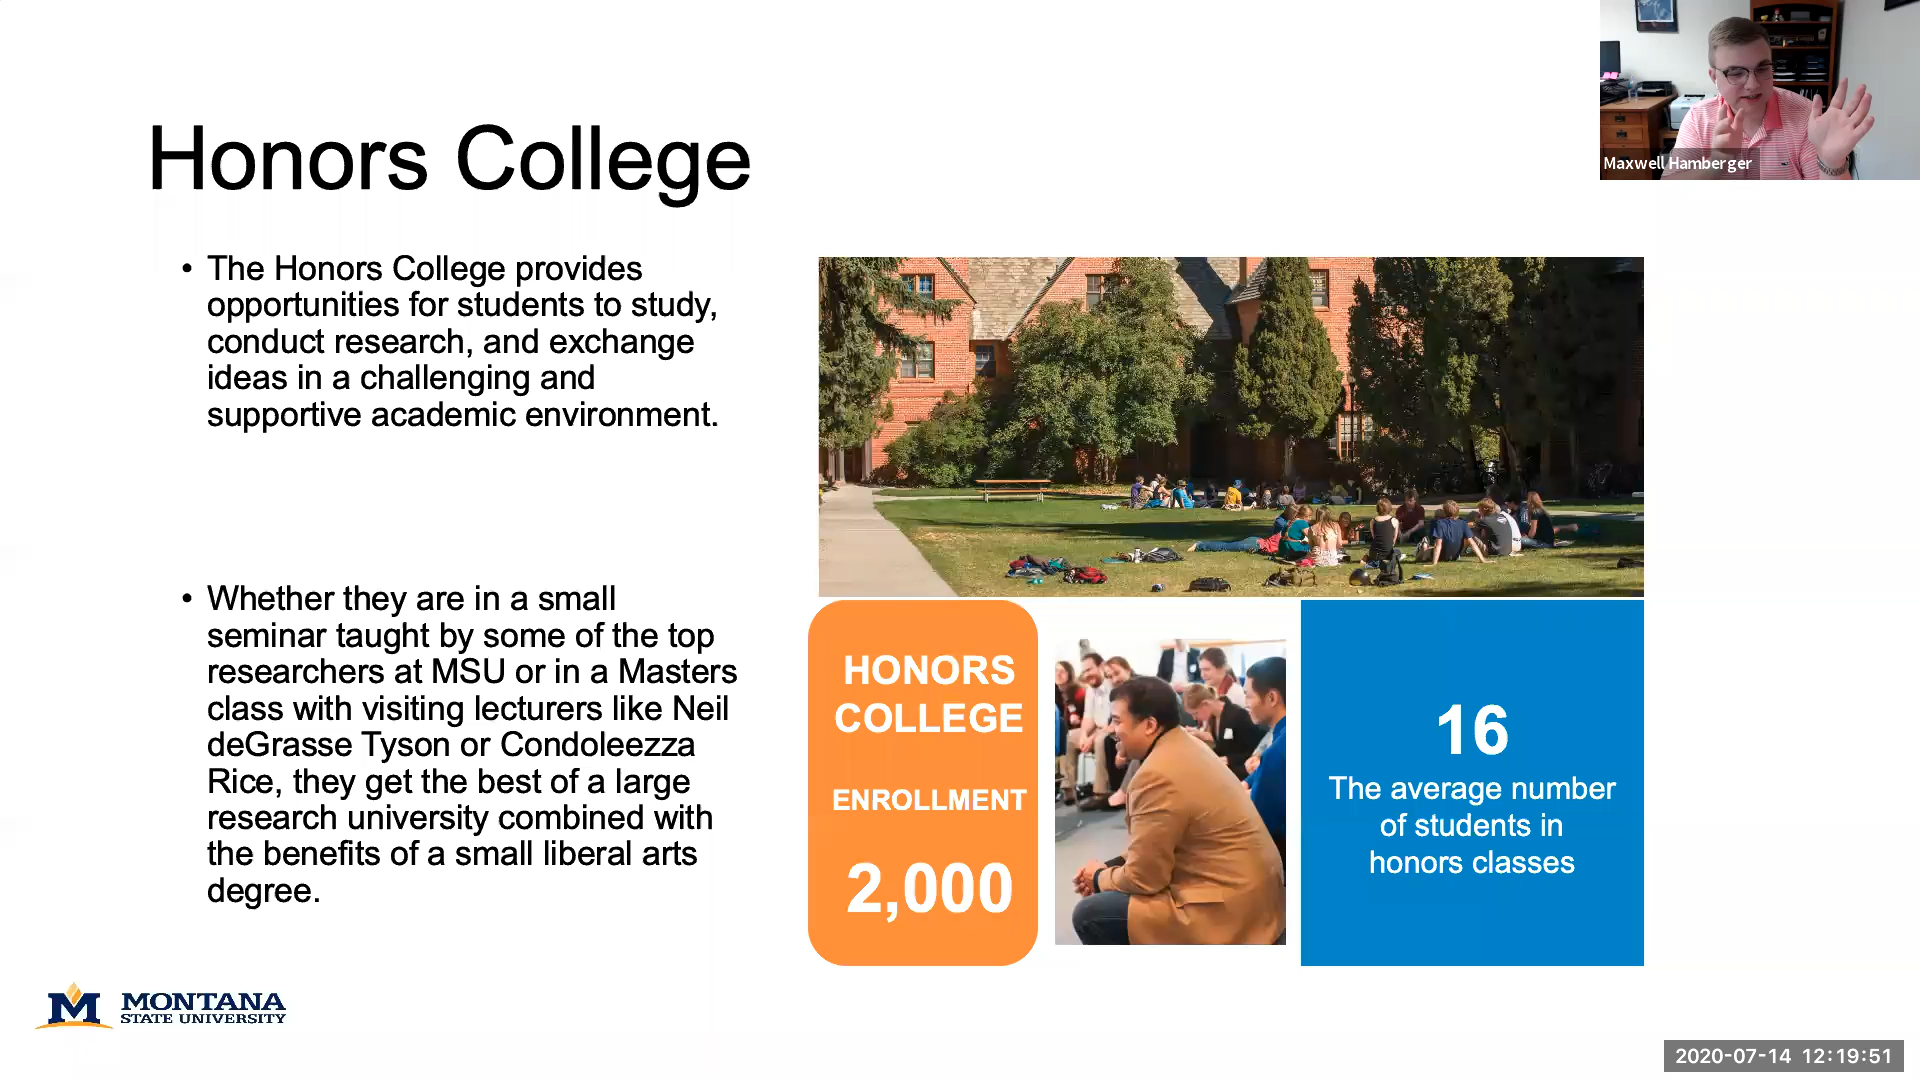 Honors College
Maxwell Hamberger
• The Honors College provides
opportunities for students to study,
conduct research, and exchange
ideas in a challenging and
supportive academic environment.
• Whether they are in a small
seminar taught by some of the top
researchers at MSU or in a Masters
class with visiting lecturers like Neil
deGrasse Tyson or Condoleezza
Rice, they get the best of a large
research university combined with
the benefits of a small liberal arts
degree.
HONORS
COLLEGE
ENROLLMENT
2,000
16
The average number
of students in
honors classes
M MONTANA
STATE UNIVERSITY
2020-07-14 12:19:51